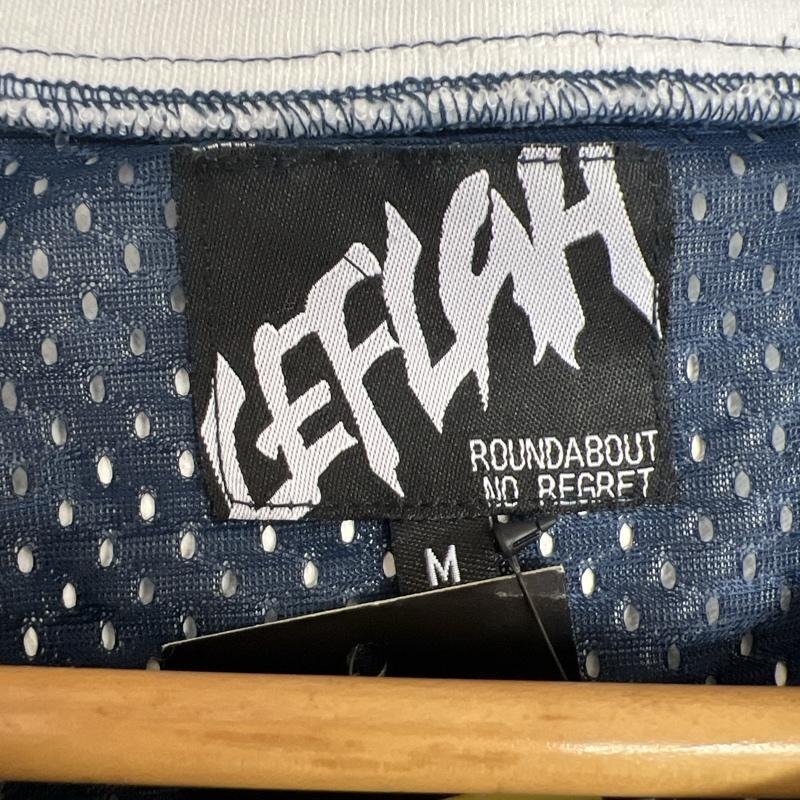 LEFLAH
ROUNDABOUT
NO REGRET
M